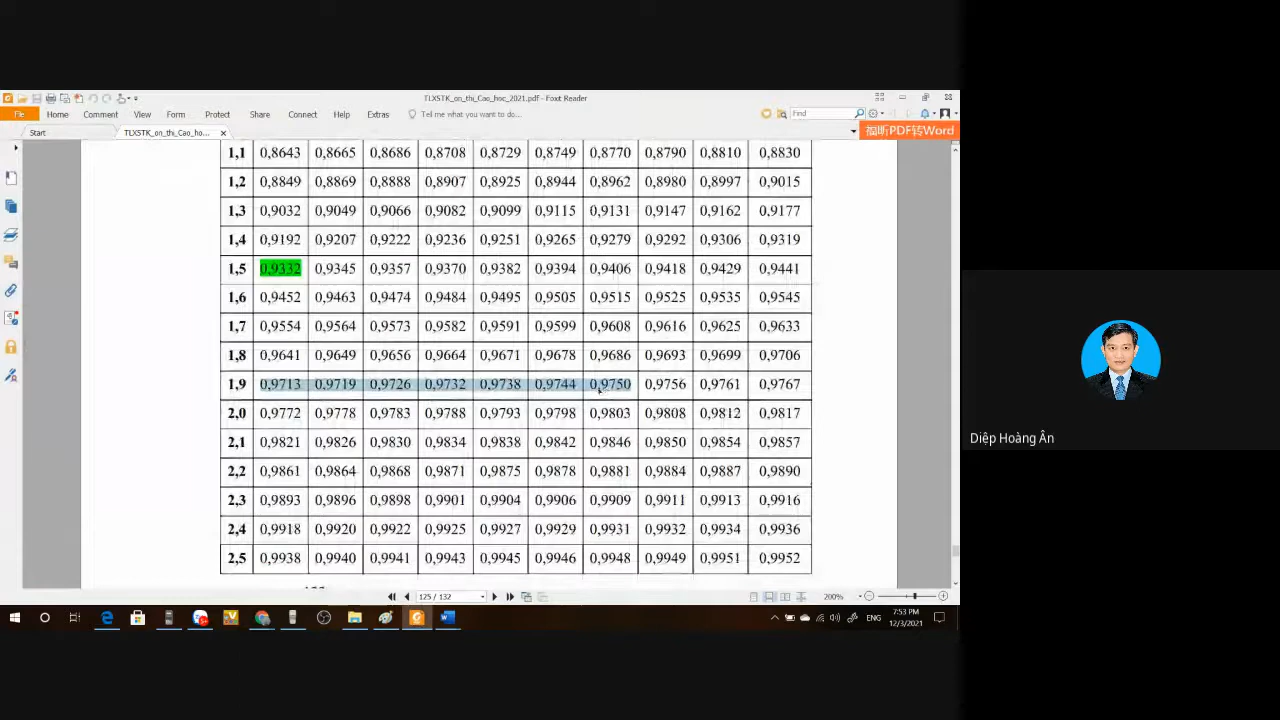 TLXSTK_on_thi_Cao_hoc_2021.pdf - Foxit Reader
File Home Comment View Form Protect Share Connect Help Extras Tell me what you want to do... Find
Start TLXSTK_on_thi_Cao_ho...
福昕PDF转Word
1,1 0,8643 0,8665 0,8686 0,8708 0,8729 0,8749 0,8770 0,8790 0,8810 0,8830
1,2 0,8849 0,8869 0,8888 0,8907 0,8925 0,8944 0,8962 0,8980 0,8997 0,9015
1,3 0,9032 0,9049 0,9066 0,9082 0,9099 0,9115 0,9131 0,9147 0,9162 0,9177
1,4 0,9192 0,9207 0,9222 0,9236 0,9251 0,9265 0,9279 0,9292 0,9306 0,9319
1,5 0,9332 0,9345 0,9357 0,9370 0,9382 0,9394 0,9406 0,9418 0,9429 0,9441
1,6 0,9452 0,9463 0,9474 0,9484 0,9495 0,9505 0,9515 0,9525 0,9535 0,9545
1,7 0,9554 0,9564 0,9573 0,9582 0,9591 0,9599 0,9608 0,9616 0,9625 0,9633
1,8 0,9641 0,9649 0,9656 0,9664 0,9671 0,9678 0,9686 0,9693 0,9699 0,9706
1,9 0,9713 0,9719 0,9726 0,9732 0,9738 0,9744 0,9750 0,9756 0,9761 0,9767
2,0 0,9772 0,9778 0,9783 0,9788 0,9793 0,9798 0,9803 0,9808 0,9812 0,9817
2,1 0,9821 0,9826 0,9830 0,9834 0,9838 0,9842 0,9846 0,9850 0,9854 0,9857
2,2 0,9861 0,9864 0,9868 0,9871 0,9875 0,9878 0,9881 0,9884 0,9887 0,9890
2,3 0,9893 0,9896 0,9898 0,9901 0,9904 0,9906 0,9909 0,9911 0,9913 0,9916
2,4 0,9918 0,9920 0,9922 0,9925 0,9927 0,9929 0,9931 0,9932 0,9934 0,9936
2,5 0,9938 0,9940 0,9941 0,9943 0,9945 0,9946 0,9948 0,9949 0,9951 0,9952
125 / 132 200%
ENG 7:53 PM
12/3/2021
Diệp Hoàng Ân